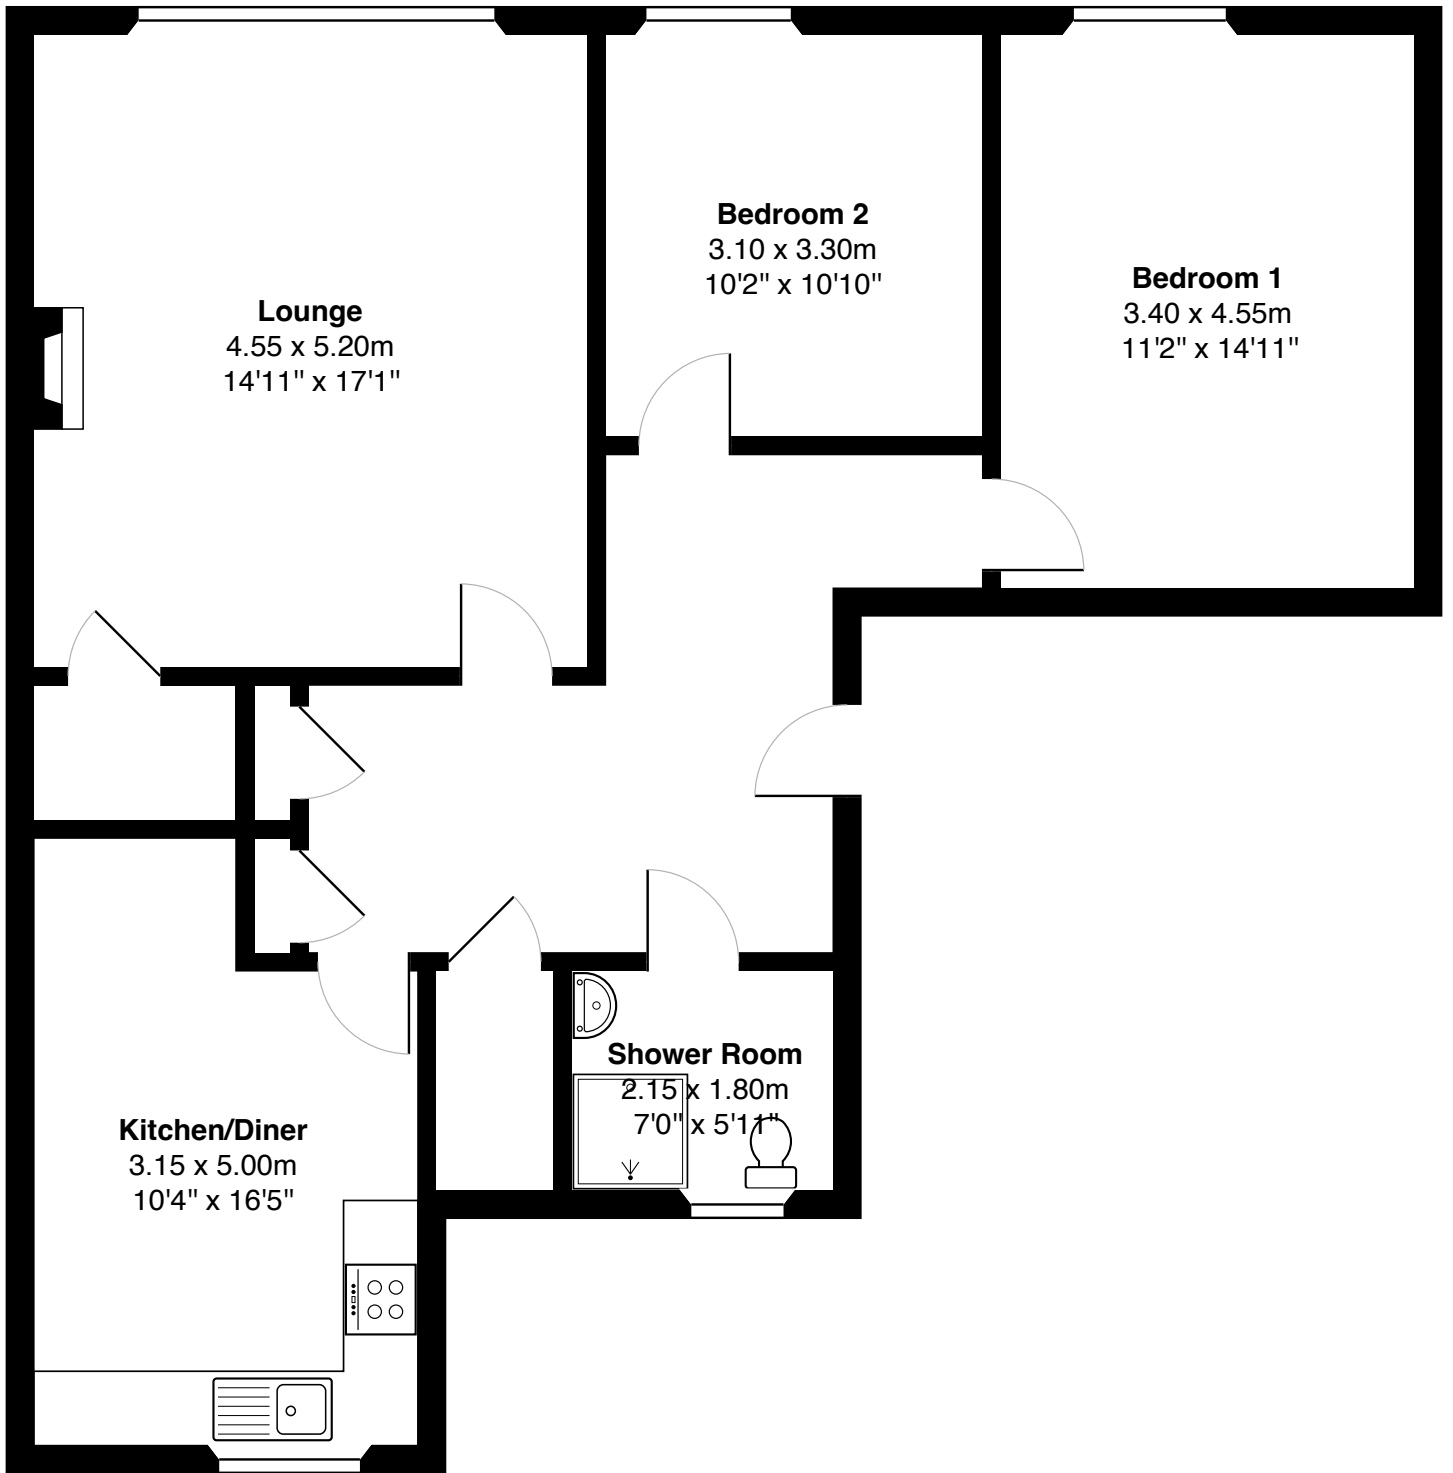 Bedroom 2
3.10 x 3.30m
10'2" x 10'10"
Bedroom 1
3.40 x 4.55m
11'2" x 14'11"
Lounge
4.55 x 5.20m
14'11" x 17'1"
Shower Room
2.15 x 1.80m
7'0" x 5'11"
Kitchen/Diner
3.15 x 5.00m
10'4" x 16'5"